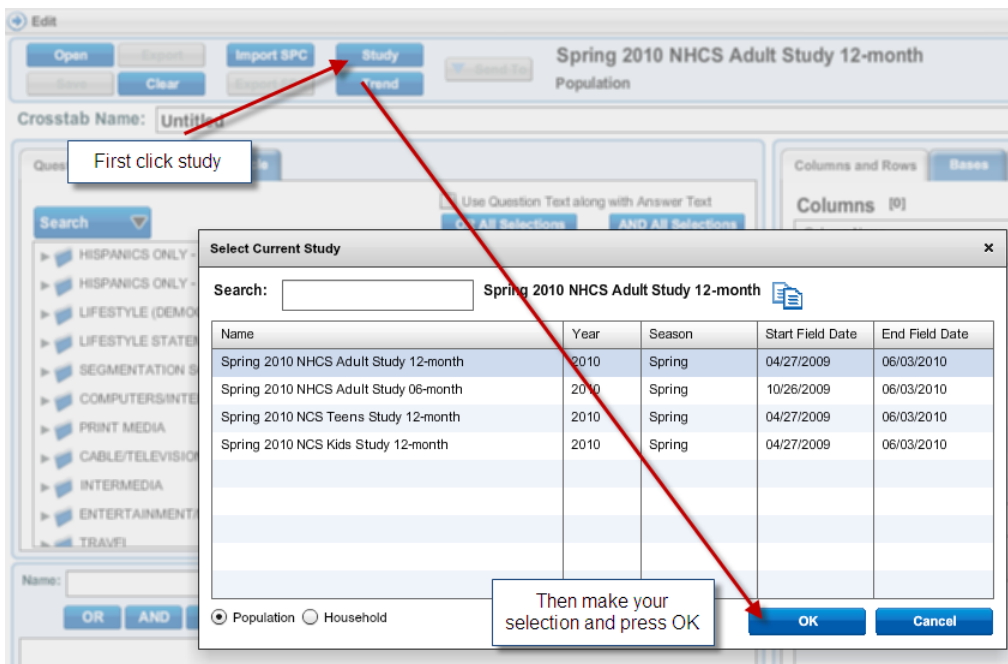 Edit
Open Export Import SPC Study Send To Spring 2010 NHCS Adult Study 12-month
Save Clear Export SPC Trend Population
Crosstab Name: Untitled
First click study
Columns and Rows Bases
Use Question Text along with Answer Text
Columns [0]
Search
All Selections AND All Selections
HISPANICS ONLY -
HISPANICS ONLY -
LIFESTYLE (DEMO
LIFESTYLE STATE
SEGMENTATION S
COMPUTERS/INTE
PRINT MEDIA
CABLE/TELEVISION
INTERMEDIA
ENTERTAINMENT/
TRAVEL
Name:
OR AND
Select Current Study x
Search: Spring 2010 NHCS Adult Study 12-month
Name Year Season Start Field Date End Field Date
Spring 2010 NHCS Adult Study 12-month 2010 Spring 04/27/2009 06/03/2010
Spring 2010 NHCS Adult Study 06-month 2010 Spring 10/26/2009 06/03/2010
Spring 2010 NCS Teens Study 12-month 2010 Spring 04/27/2009 06/03/2010
Spring 2010 NCS Kids Study 12-month 2010 Spring 04/27/2009 06/03/2010
Population Household
Then make your
selection and press OK
OK Cancel